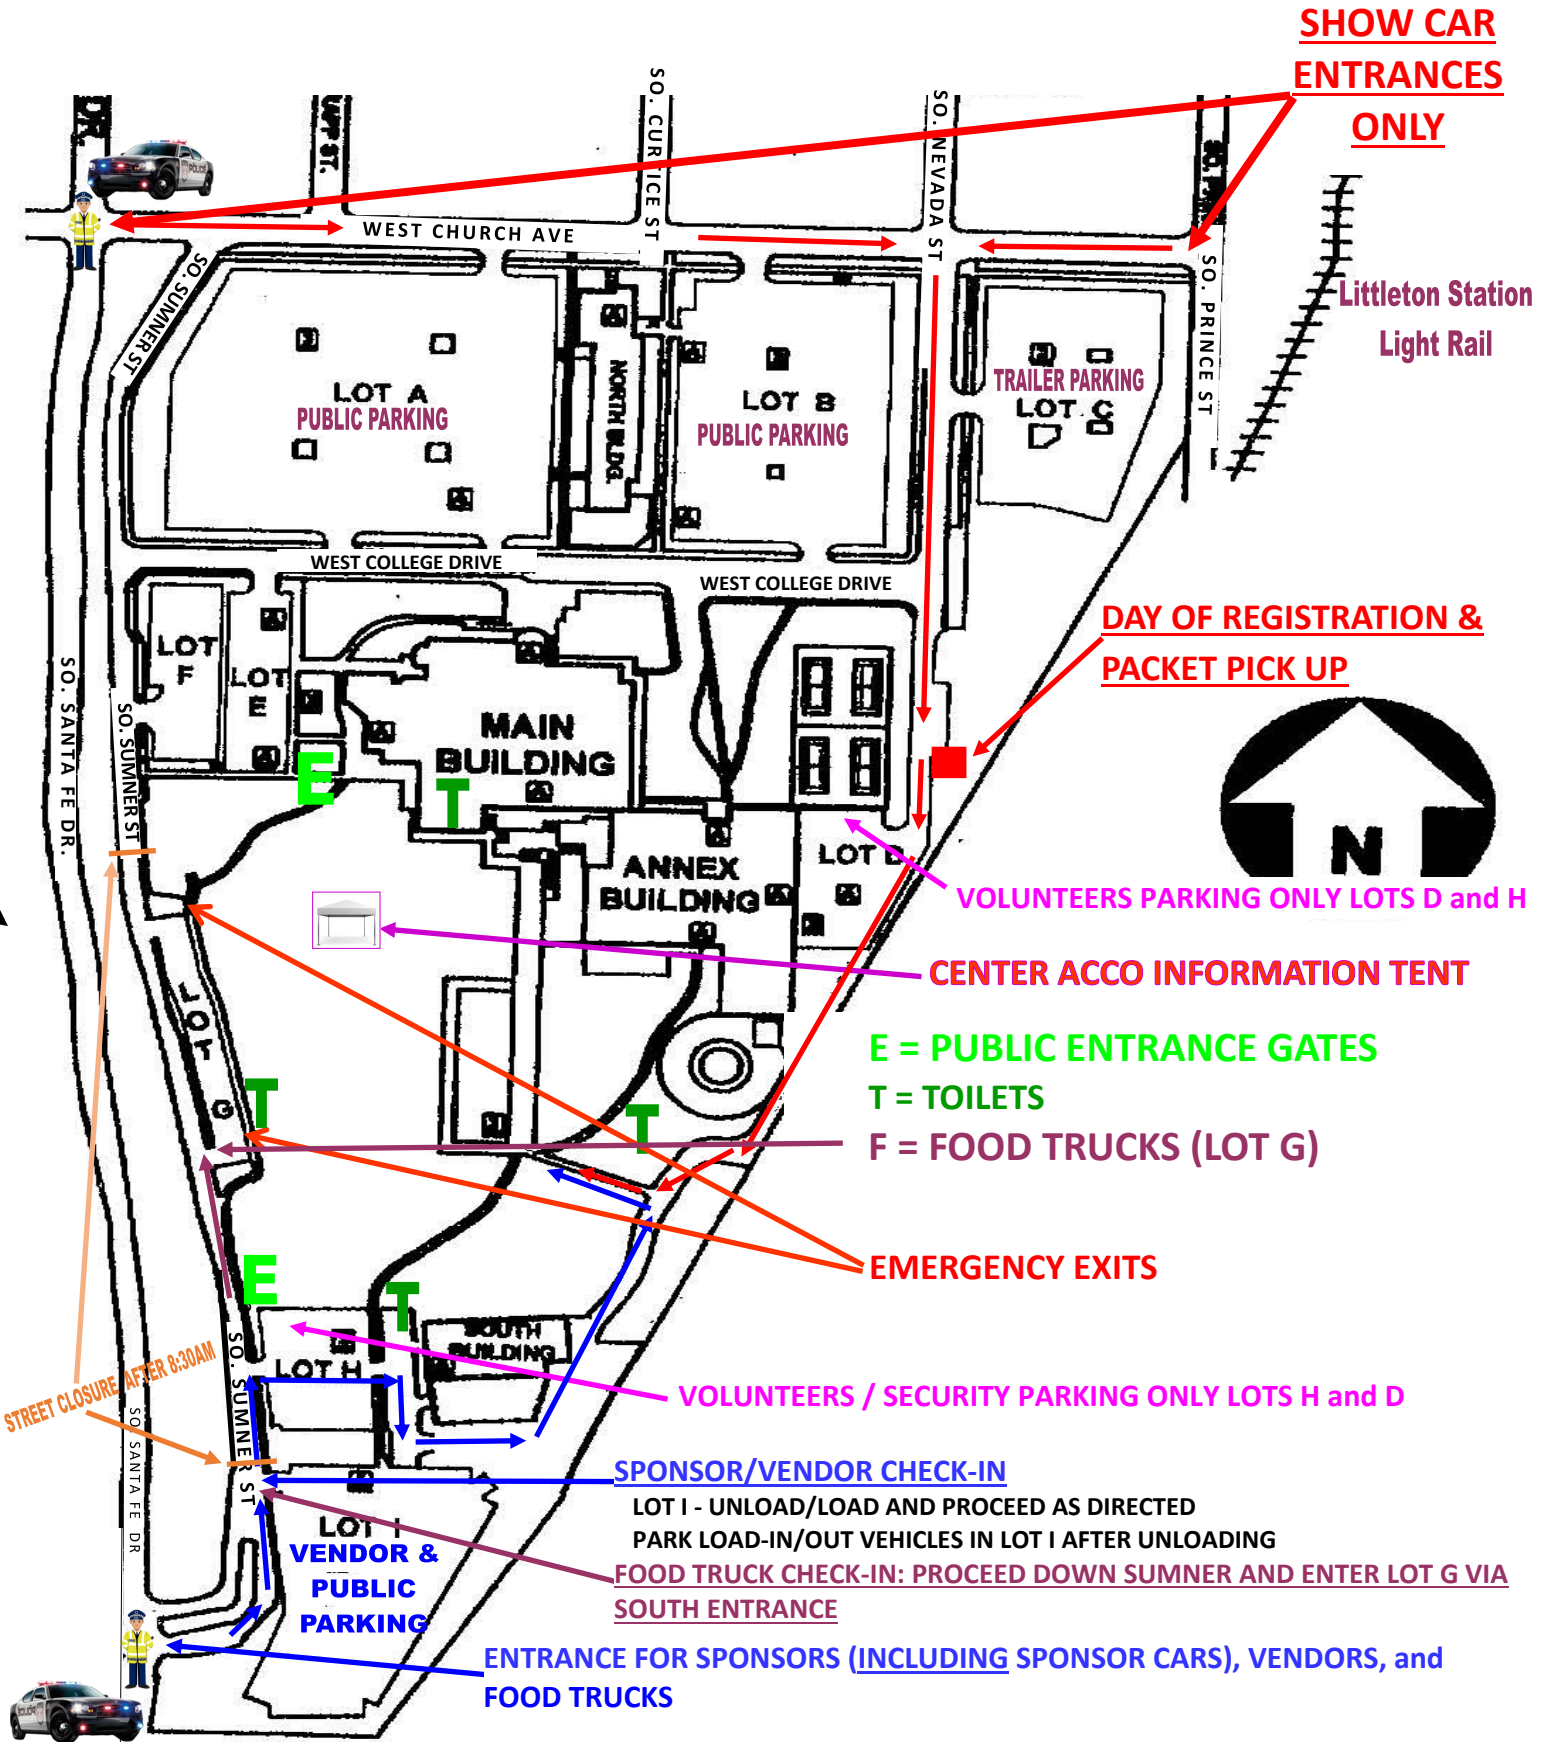 SHOW CAR
ENTRANCES
ONLY
DR.
SO. CURTICE ST
SO. NEVADA ST
WEST CHURCH AVE
SO. SUMNER ST
SO. PRINCE ST
Littleton Station
Light Rail
LOT A
PUBLIC PARKING
NORTH BLDG.
LOT B
PUBLIC PARKING
TRAILER PARKING
LOT C
WEST COLLEGE DRIVE
WEST COLLEGE DRIVE
DAY OF REGISTRATION &
PACKET PICK UP
LOT
F
LOT
E
SO. SANTA FE DR.
SO. SUMNER ST
MAIN
BUILDING
E
T
N
ANNEX
BUILDING
LOT D
VOLUNTEERS PARKING ONLY LOTS D and H
CENTER ACCO INFORMATION TENT
LOT G
E = PUBLIC ENTRANCE GATES
T = TOILETS
T
T
F = FOOD TRUCKS (LOT G)
EMERGENCY EXITS
E
T
SOUTH
BUILDING
LOT H
STREET CLOSURE AFTER 8:30AM
SO. SUMNER ST
SO. SANTA FE DR
VOLUNTEERS / SECURITY PARKING ONLY LOTS H and D
SPONSOR/VENDOR CHECK-IN
LOT I - UNLOAD/LOAD AND PROCEED AS DIRECTED
PARK LOAD-IN/OUT VEHICLES IN LOT I AFTER UNLOADING
LOT I
VENDOR &
PUBLIC
PARKING
FOOD TRUCK CHECK-IN: PROCEED DOWN SUMNER AND ENTER LOT G VIA
SOUTH ENTRANCE
ENTRANCE FOR SPONSORS (INCLUDING SPONSOR CARS), VENDORS, and
FOOD TRUCKS